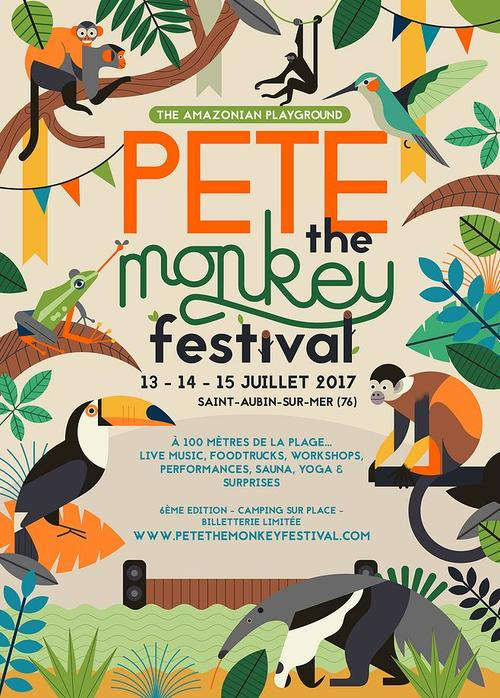 THE AMAZONIAN PLAYGROUND
PETE
the
monkey
festival
13 - 14 - 15 JUILLET 2017
SAINT-AUBIN-SUR-MER (76)
À 100 MÈTRES DE LA PLAGE...
LIVE MUSIC, FOODTRUCKS, WORKSHOPS,
PERFORMANCES, SAUNA, YOGA &
SURPRISES
6ÈME EDITION - CAMPING SUR PLACE -
BILLETTERIE LIMITÉE
WWW.PETETHEMONKEYFESTIVAL.COM